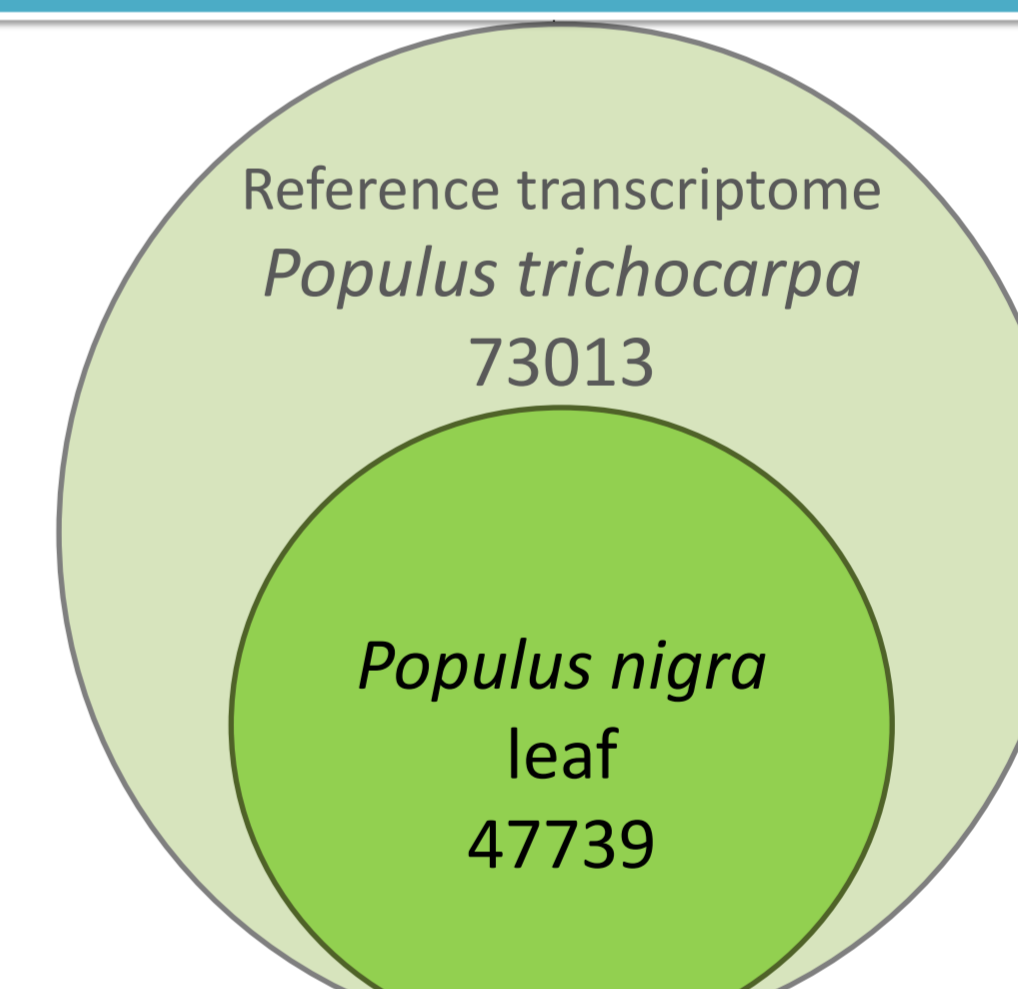 Reference transcriptome
Populus trichocarpa
73013
Populus nigra
leaf
47739